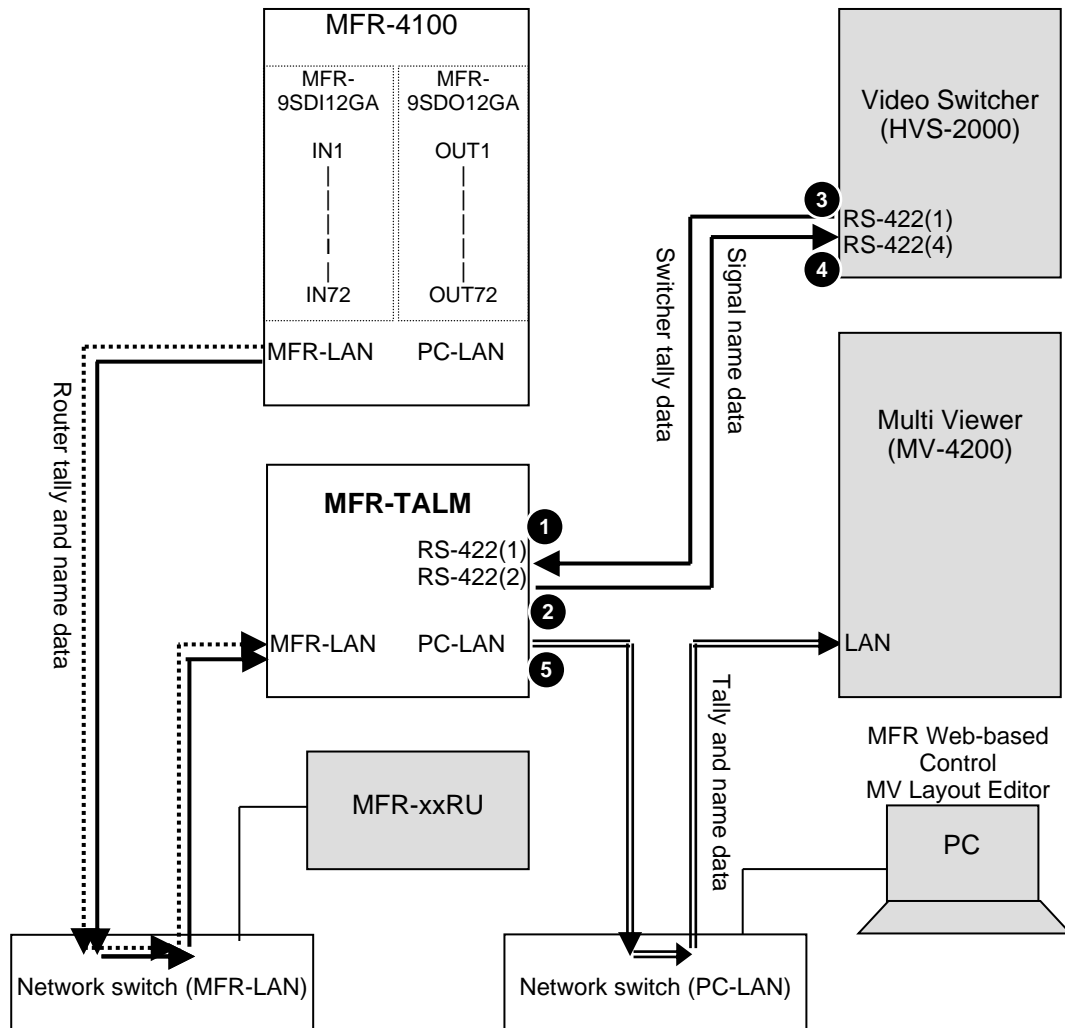 MFR-4100
MFR-
9SDI12GA
MFR-
9SDO12GA
IN1
OUT1
IN72
OUT72
MFR-LAN
PC-LAN
Video Switcher
(HVS-2000)
3
RS-422(1)
RS-422(4)
4
Switcher tally data
Signal name data
Router tally and name data
Multi Viewer
(MV-4200)
LAN
MFR-TALM
1
RS-422(1)
RS-422(2)
2
MFR-LAN
PC-LAN
5
Tally and name data
MFR-xxRU
MFR Web-based
Control
MV Layout Editor
PC
Network switch (MFR-LAN)
Network switch (PC-LAN)